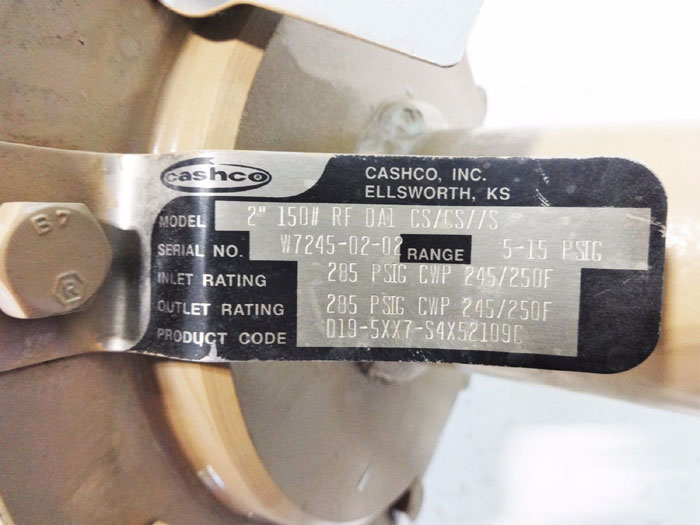 cashco
CASHCO, INC.
ELLSWORTH, KS
MODEL 2" 150# RF DA1 CS/CS//S
SERIAL NO. W7245-02-02 RANGE 5-15 PSIG
INLET RATING 285 PSIG CWP 245/250F
OUTLET RATING 285 PSIG CWP 245/250F
PRODUCT CODE D19-5XX7-S4X52109C
B7
R